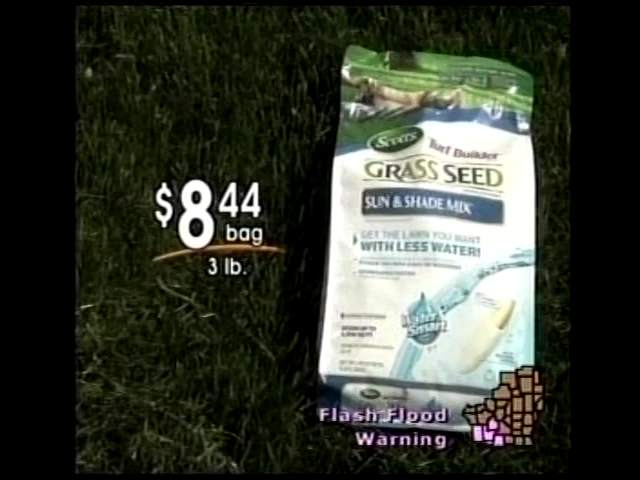 $8 44
bag
3 lb.
Scotts
Turf Builder
GRASS SEED
SUN & SHADE MIX
GET THE LAWN YOU WANT
WITH LESS WATER!
Water
Smart
Flash Flood
Warning